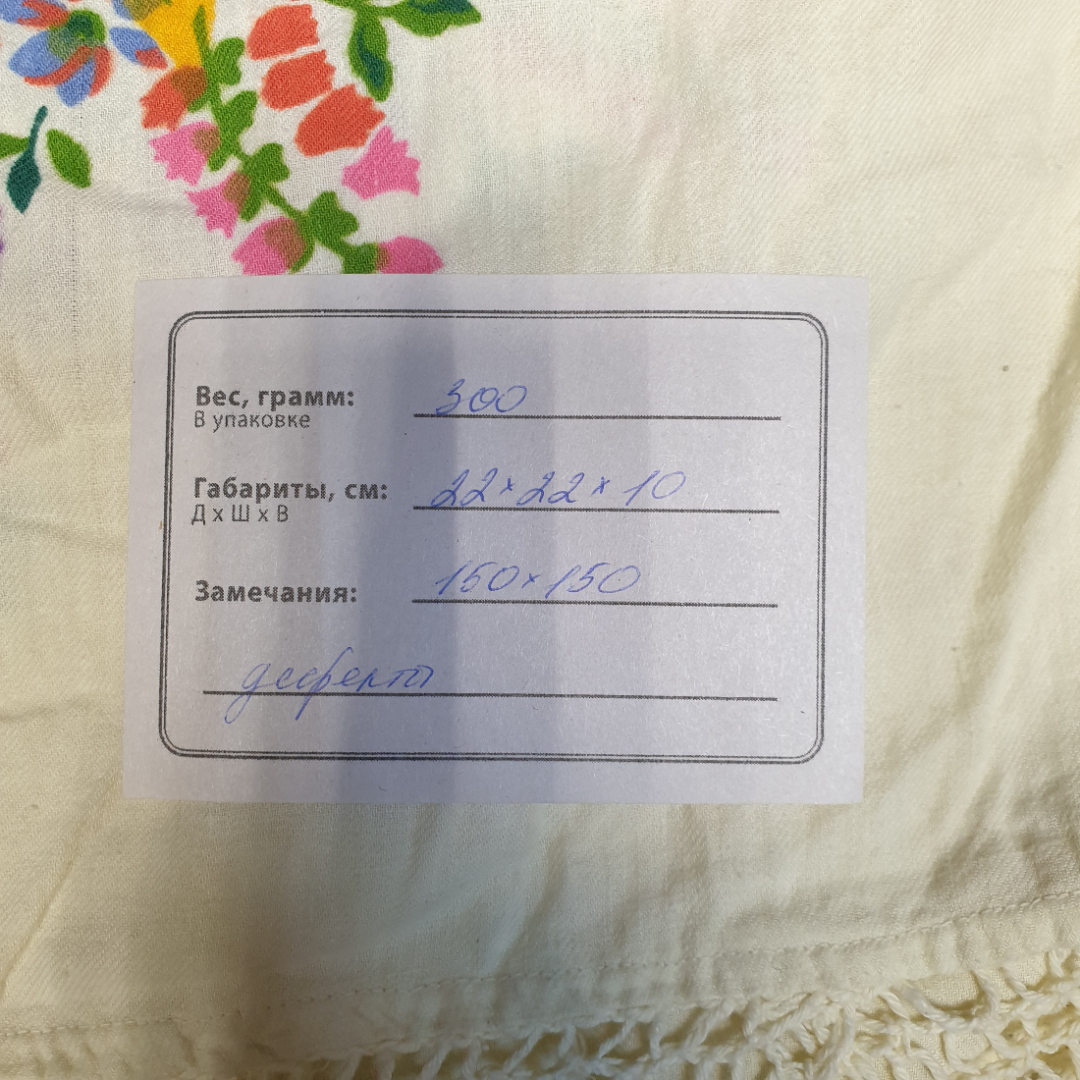 Вес, грамм: 300
В упаковке
Габариты, см: 22×22×10
Д х Ш х В
Замечания: 150×150
дефекты